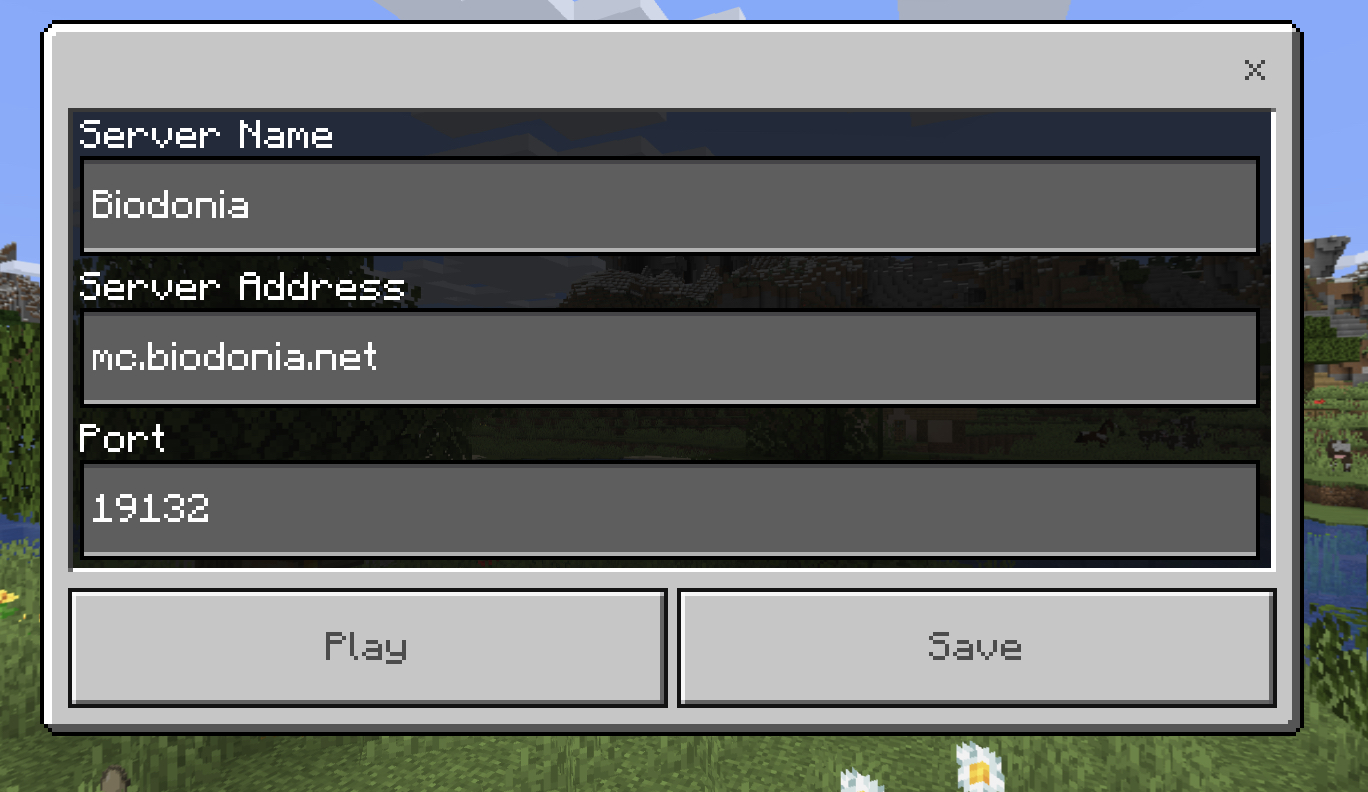 Server Name
Biodonia
Server Address
mc.biodonia.net
Port
19132
Play
Save